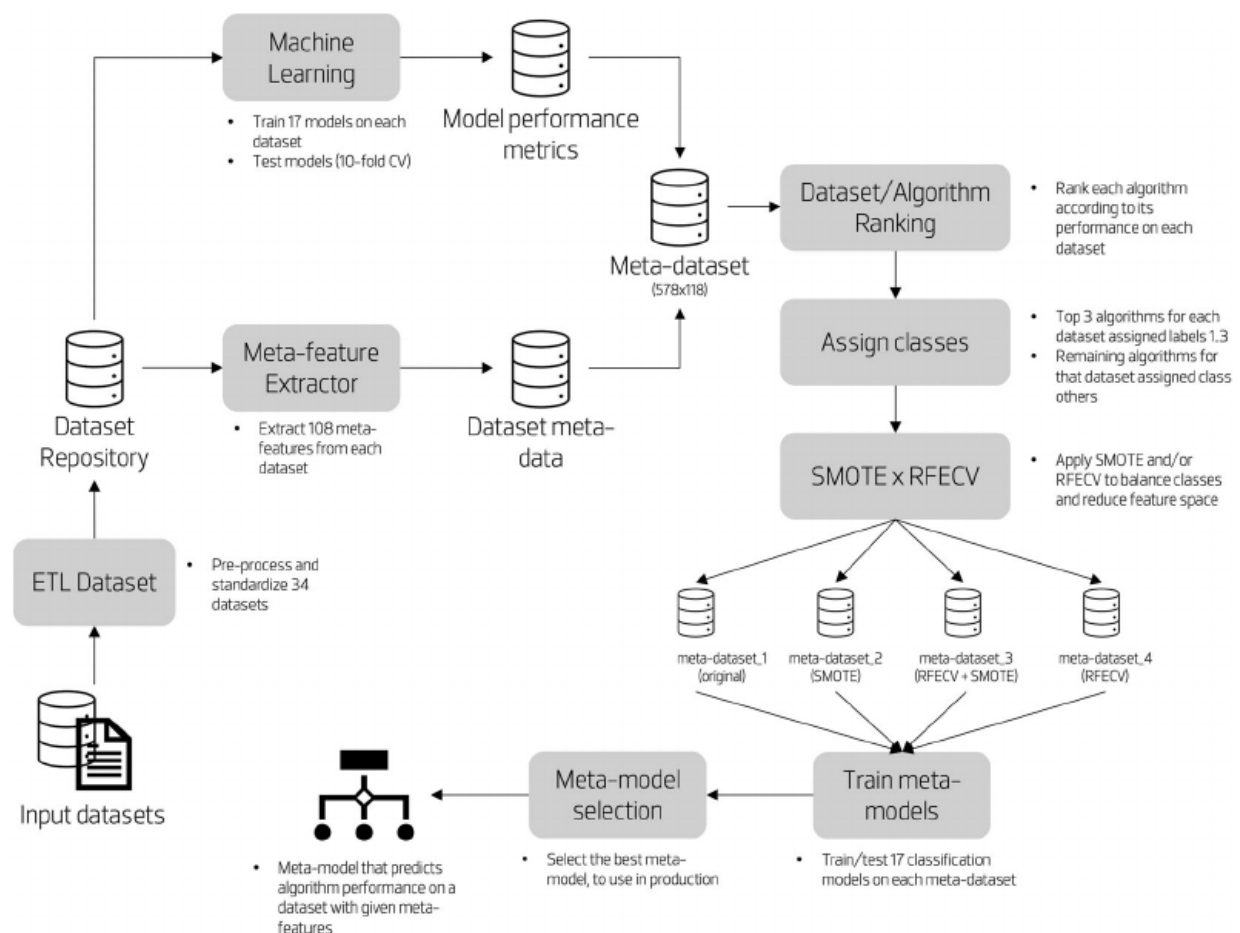 Machine
Learning
• Train 17 models on each
dataset
• Test models (10-fold CV)
Model performance
metrics
Meta-dataset
(578x118)
Dataset/Algorithm
Ranking
• Rank each algorithm
according to its
performance on each
dataset
Assign classes
• Top 3 algorithms for each
dataset assigned labels 1.3
• Remaining algorithms for
that dataset assigned class
others
Dataset
Repository
Meta-feature
Extractor
• Extract 108 meta-
features from each
dataset
Dataset meta-
data
SMOTE x RFECV
• Apply SMOTE and/or
RFECV to balance classes
and reduce feature space
ETL Dataset
• Pre-process and
standardize 34
datasets
Input datasets
meta-dataset_1
(original)
meta-dataset_2
(SMOTE)
meta-dataset_3
(RFECV + SMOTE)
meta-dataset_4
(RFECV)
Train meta-
models
• Train/test 17 classification
models on each meta-dataset
Meta-model
selection
• Select the best meta-
model, to use in production
• Meta-model that predicts
algorithm performance on a
dataset with given meta-
features